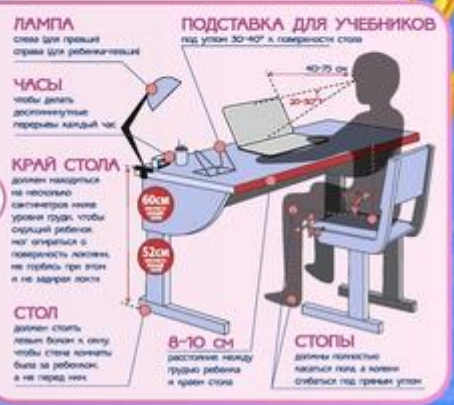 ЛАМПА
слева (для правши)
справа (для ребенка-левши)
ПОДСТАВКА ДЛЯ УЧЕБНИКОВ
под углом 30-40° к поверхности стола
40-75 см
ЧАСЫ
чтобы делать
десятиминутные
перерывы каждый час
КРАЙ СТОЛА
должен находиться
на несколько
сантиметров ниже
уровня груди, чтобы
сидящий ребенок
мог опираться о
поверхность локтями,
не горбясь при этом
и не задирая локти
60см
52см
СТОЛ
должен стоять
левым боком к окну,
чтобы стена комнаты
была за ребенком,
а не перед ним.
8-10 см
расстояние между
грудью ребенка
и краем стола
СТОПЫ
должны полностью
касаться пола, а колени
сгибаться под прямым углом